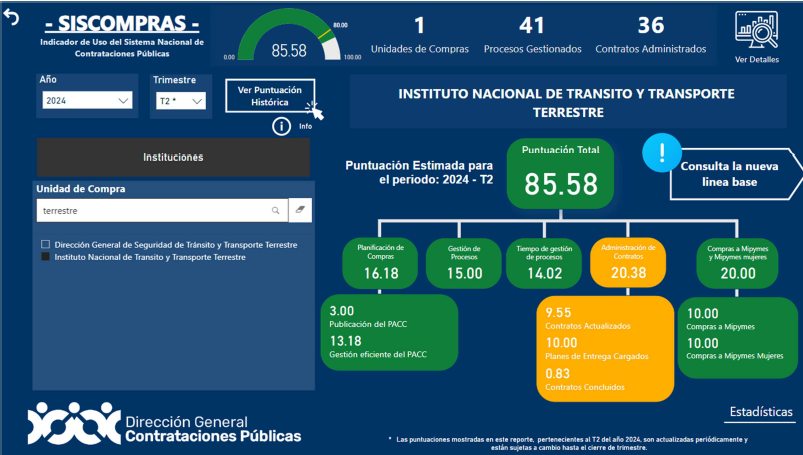 - SISCOMPRAS -
Indicador de Uso del Sistema Nacional de
Contrataciones Públicas
80.00
0.00
85.58
100.00
1
Unidades de Compras
41
Procesos Gestionados
36
Contratos Administrados
Ver Detalles
Año
2024
Trimestre
T2 *
Ver Puntuación
Histórica
i Info
INSTITUTO NACIONAL DE TRANSITO Y TRANSPORTE
TERRESTRE
Instituciones
Unidad de Compra
terrestre
Dirección General de Seguridad de Tránsito y Transporte Terrestre
Instituto Nacional de Transito y Transporte Terrestre
Puntuación Estimada para
el periodo: 2024 - T2
Puntuación Total
85.58
!
Consulta la nueva
linea base
Planificación de
Compras
16.18
Gestión de
Procesos
15.00
Tiempo de gestión
de procesos
14.02
Administración de
Contratos
20.38
Compras a Mipymes
y Mipymes mujeres
20.00
3.00
Publicación del PACC
13.18
Gestión eficiente del PACC
9.55
Contratos Actualizados
10.00
Planes de Entrega Cargados
0.83
Contratos Concluidos
10.00
Compras a Mipymes
10.00
Compras a Mipymes Mujeres
Estadísticas
Dirección General
Contrataciones Públicas
* Las puntuaciones mostradas en este reporte, pertenecientes al T2 del año 2024, son actualizadas periódicamente y
están sujetas a cambio hasta el cierre de trimestre.